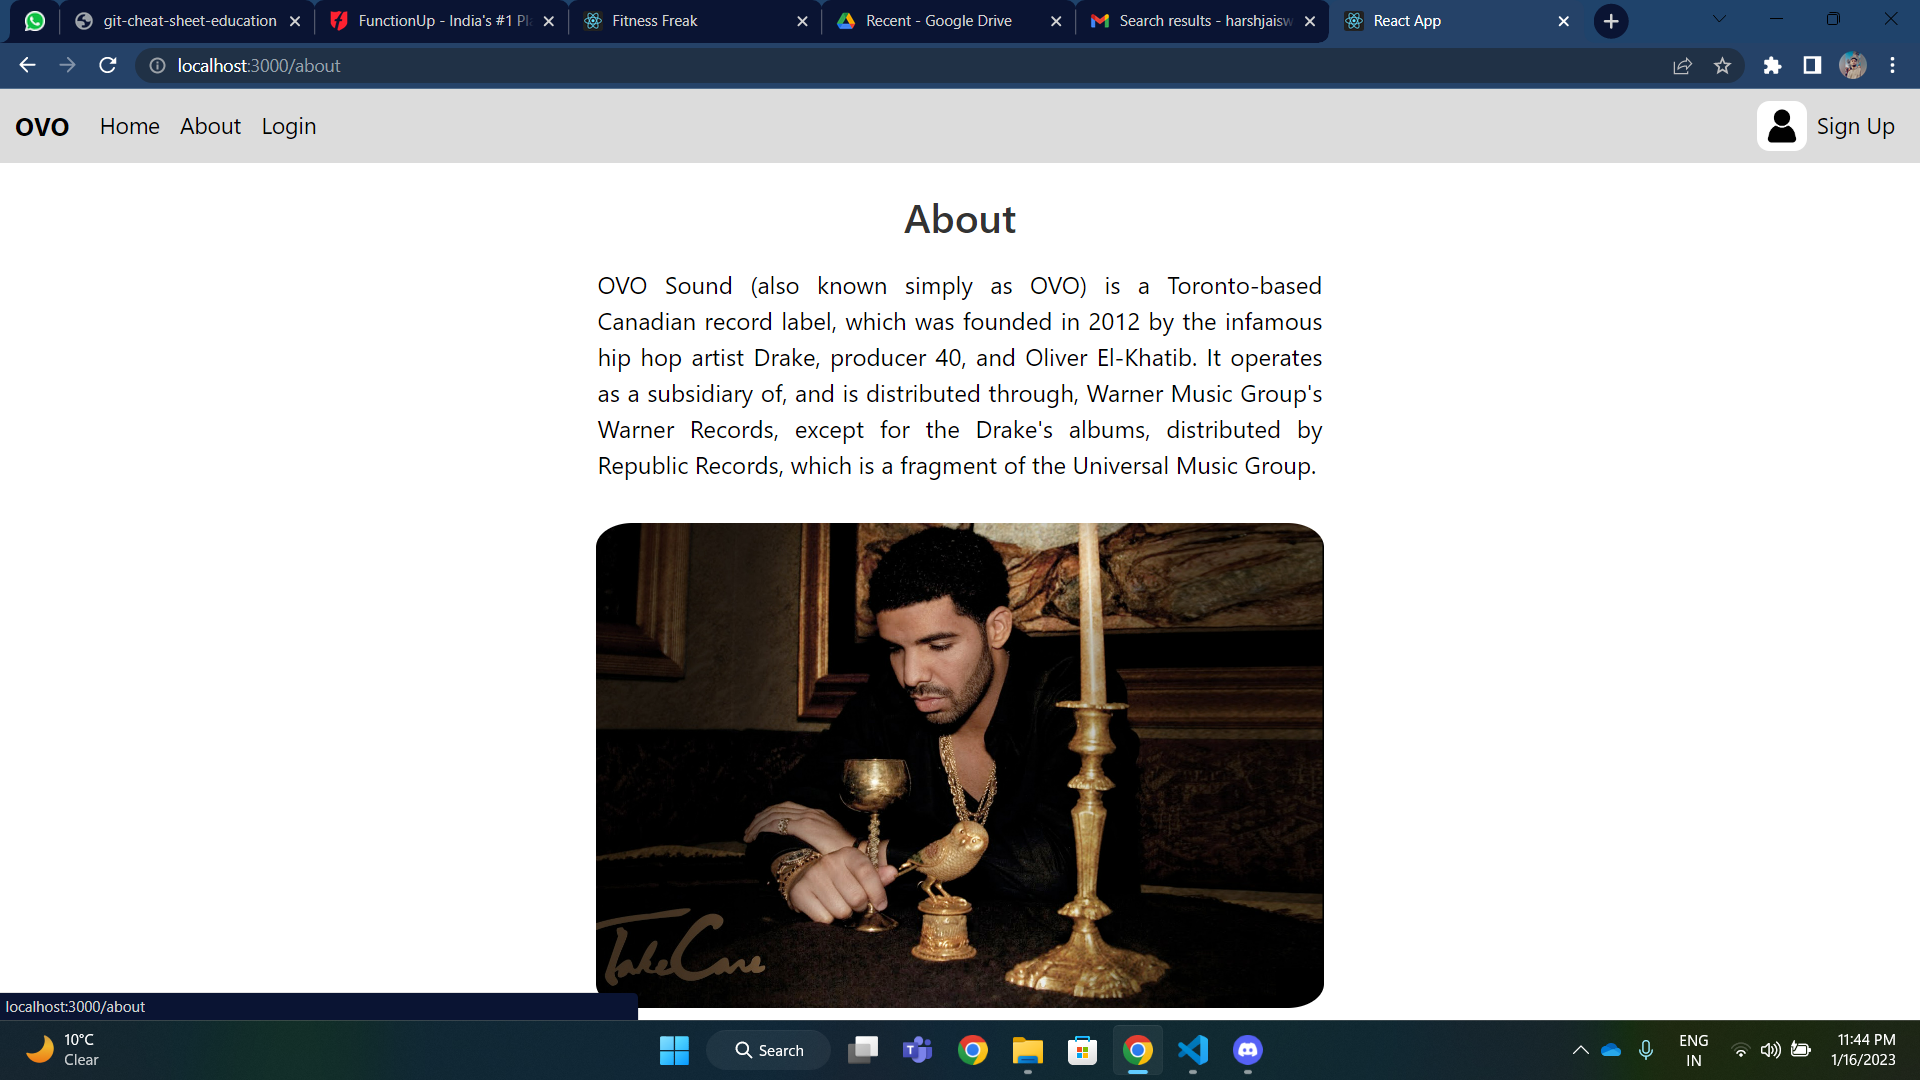 git-cheat-sheet-education
FunctionUp - India's #1 Pl
Fitness Freak
Recent - Google Drive
Search results - harshjaisw
React App
localhost:3000/about
OVO
Home
About
Login
Sign Up
About
OVO Sound (also known simply as OVO) is a Toronto-based
Canadian record label, which was founded in 2012 by the infamous
hip hop artist Drake, producer 40, and Oliver El-Khatib. It operates
as a subsidiary of, and is distributed through, Warner Music Group's
Warner Records, except for the Drake's albums, distributed by
Republic Records, which is a fragment of the Universal Music Group.
TakeCare
localhost:3000/about
10°C
Clear
Search
ENG
IN
11:44 PM
1/16/2023